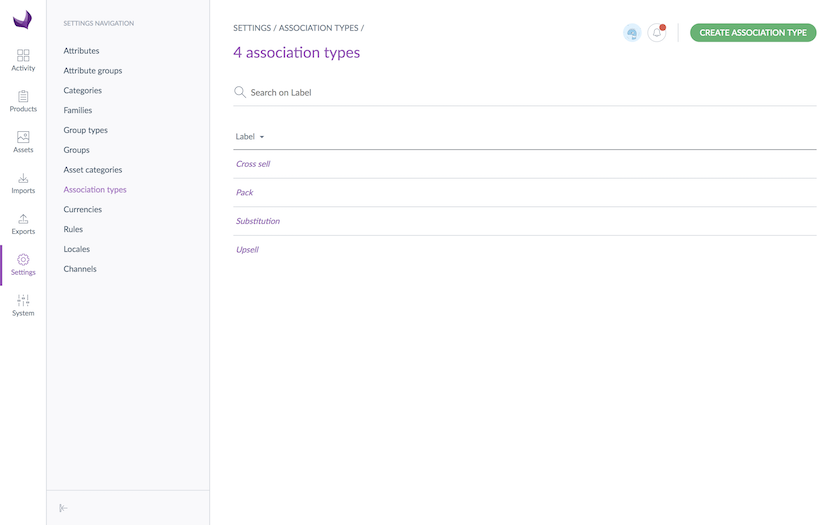 Activity
Products
Assets
Imports
Exports
Settings
System
SETTINGS NAVIGATION
Attributes
Attribute groups
Categories
Families
Group types
Groups
Asset categories
Association types
Currencies
Rules
Locales
Channels
SETTINGS / ASSOCIATION TYPES /
CREATE ASSOCIATION TYPE
4 association types
Search on Label
Label
Cross sell
Pack
Substitution
Upsell